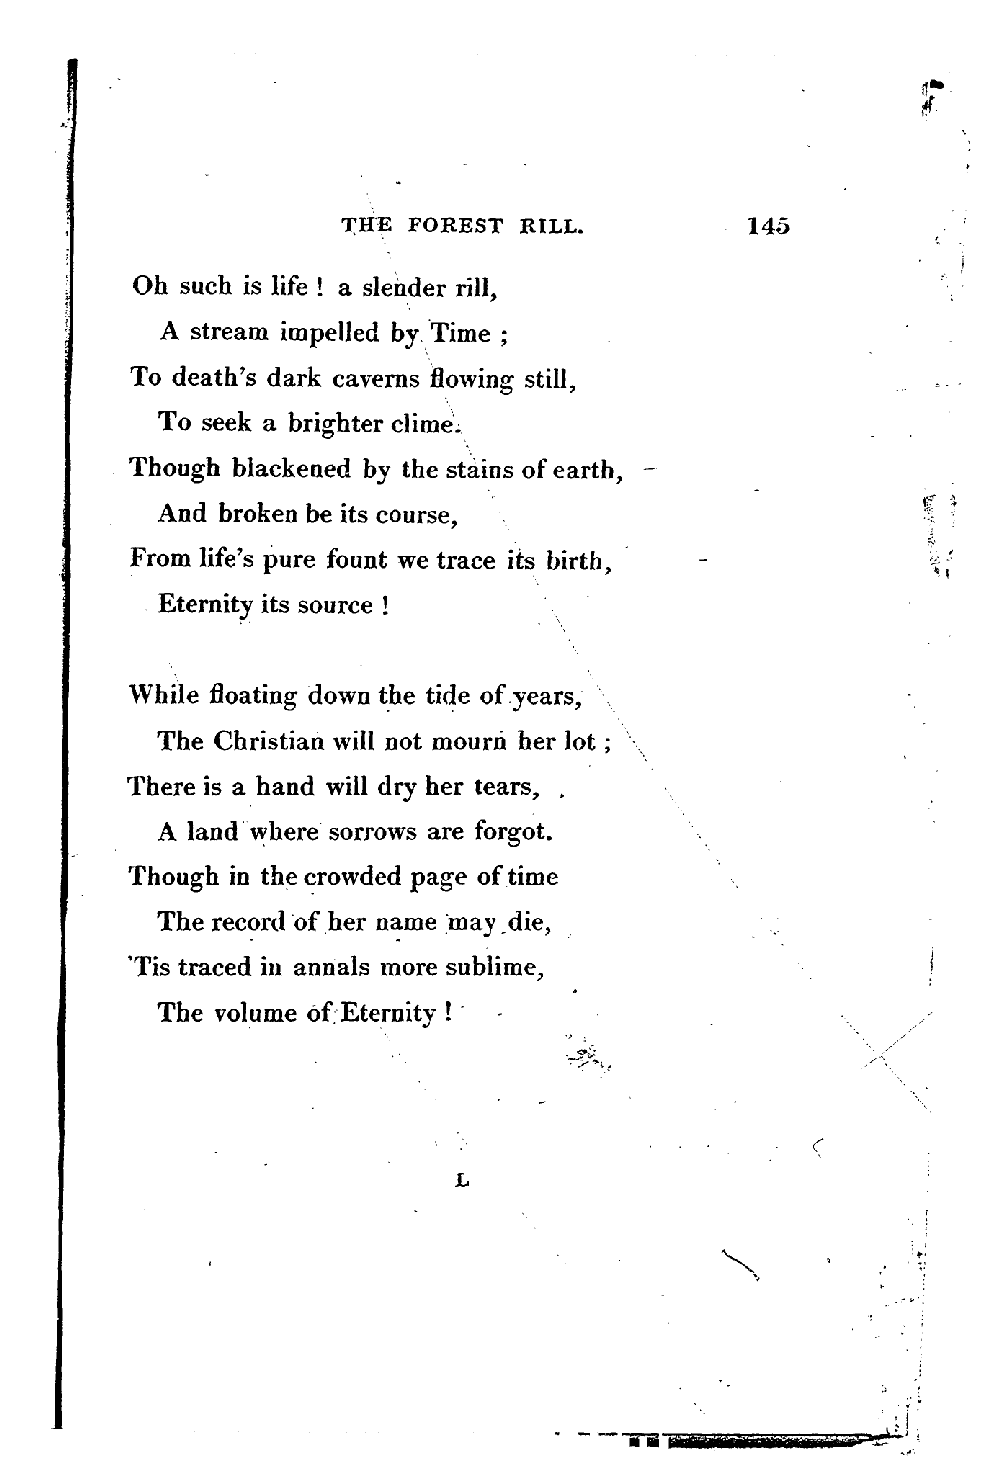 THE FOREST RILL. 145
Oh such is life ! a slender rill,
A stream impelled by Time ;
To death's dark caverns flowing still,
To seek a brighter clime.
Though blackened by the stains of earth,
And broken be its course,
From life's pure fount we trace its birth,
Eternity its source !
While floating down the tide of years,
The Christian will not mourn her lot ;
There is a hand will dry her tears,
A land where sorrows are forgot.
Though in the crowded page of time
The record of her name may die,
'Tis traced in annals more sublime,
The volume of Eternity !
L